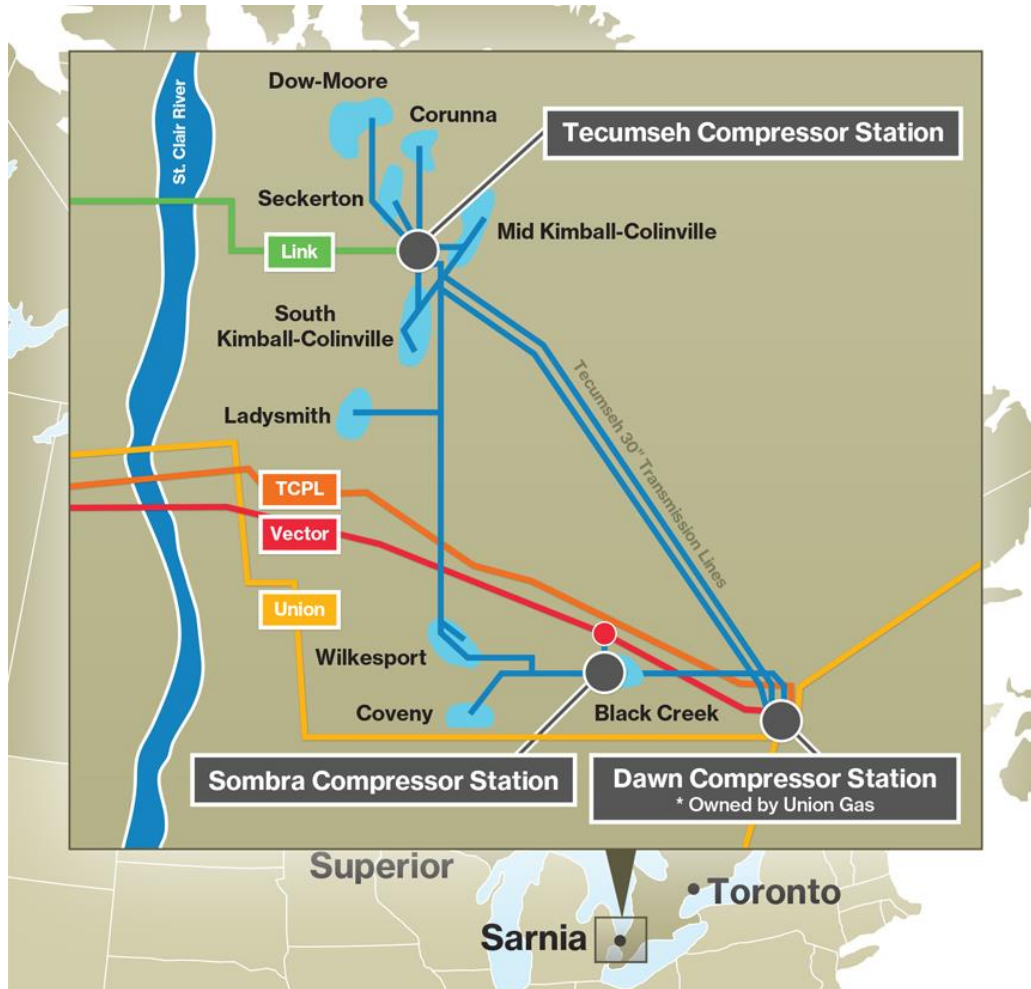 St. Clair River
Dow-Moore
Corunna
Tecumseh Compressor Station
Seckerton
Mid Kimball-Colinville
Link
South
Kimball-Colinville
Tecumseh 30" Transmission Lines
Ladysmith
TCPL
Vector
Union
Wilkesport
Coveny
Black Creek
Sombra Compressor Station
Dawn Compressor Station
* Owned by Union Gas
Superior
Toronto
Sarnia